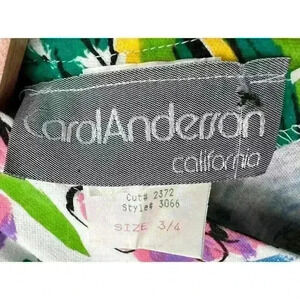 CarolAnderson
california
Cut# 2372
Style# 3066
SIZE 3/4